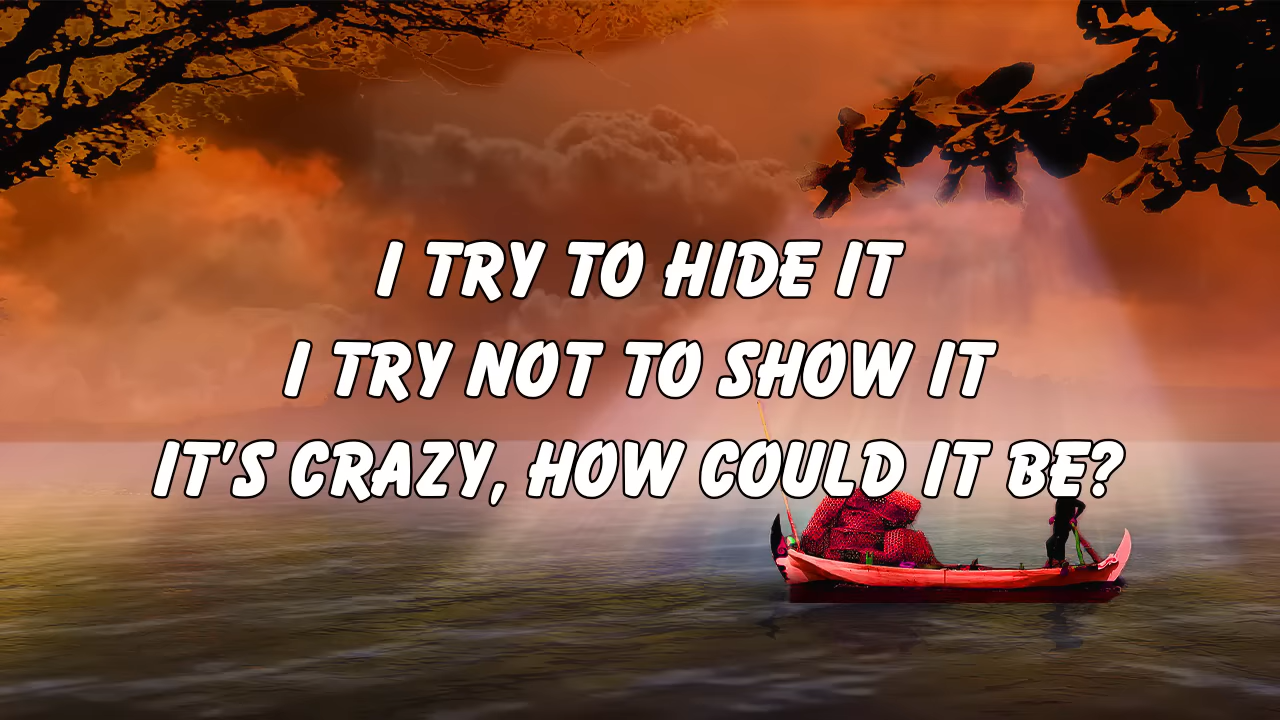 I TRY TO HIDE IT
I TRY NOT TO SHOW IT
IT'S CRAZY, HOW COULD IT BE?